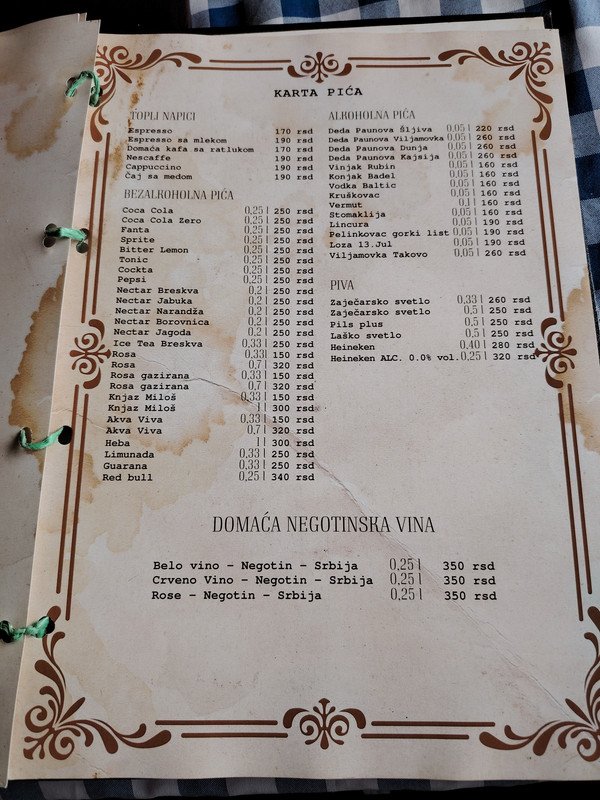 KARTA PIĆA
TOPLI NAPICI
Espresso 170 rsd
Espresso sa mlekom 190 rsd
Domaća kafa sa ratlukom 170 rsd
Nescaffe 190 rsd
Cappuccino 190 rsd
Čaj sa medom 190 rsd
BEZALKOHOLNA PIĆA
Coca Cola 0,25 l 250 rsd
Coca Cola Zero 0,25 l 250 rsd
Fanta 0,25 l 250 rsd
Sprite 0,25 l 250 rsd
Bitter Lemon 0,25 l 250 rsd
Tonic 0,25 l 250 rsd
Cockta 0,25 l 250 rsd
Pepsi 0,25 l 250 rsd
Nectar Breskva 0,2 l 250 rsd
Nectar Jabuka 0,2 l 250 rsd
Nectar Narandža 0,2 l 250 rsd
Nectar Borovnica 0,2 l 250 rsd
Nectar Jagoda 0,2 l 250 rsd
Ice Tea Breskva 0,33 l 250 rsd
Rosa 0,33l 150 rsd
Rosa 0,7 l 320 rsd
Rosa gazirana 0,33 l 150 rsd
Rosa gazirana 0,7 l 320 rsd
Knjaz Miloš 0,33 l 150 rsd
Knjaz Miloš 1 l 300 rsd
Akva Viva 0,33 l 150 rsd
Akva Viva 0,7 l 320 rsd
Heba 1 l 300 rsd
Limunada 0,33 l 250 rsd
Guarana 0,33 l 250 rsd
Red bull 0,25 l 340 rsd
ALKOHOLNA PIĆA
Deda Paunova Šljiva 0,05 l 220 rsd
Deda Paunova Viljamovka 0,05 l 260 rsd
Deda Paunova Dunja 0,05 l 260 rsd
Deda Paunova Kajsija 0,05 l 260 rsd
Vinjak Rubin 0,05 l 160 rsd
Konjak Badel 0,05 l 160 rsd
Vodka Baltic 0,05 l 160 rsd
Kruškovac 0,05 l 160 rsd
Vermut 0,1 l 160 rsd
Stomaklija 0,05 l 160 rsd
Lincura 0,05 l 190 rsd
Pelinkovac gorki list 0,05 l 190 rsd
Loza 13.Jul 0,05 l 190 rsd
Viljamovka Takovo 0,05 l 260 rsd
PIVA
Zaječarsko svetlo 0,33 l 260 rsd
Zaječarsko svetlo 0,5 l 250 rsd
Pils plus 0,5 l 250 rsd
Laško svetlo 0,5 l 250 rsd
Heineken 0,40 l 280 rsd
Heineken ALC. 0.0% vol. 0,25 l 320 rsd
DOMAĆA NEGOTINSKA VINA
Belo vino - Negotin - Srbija 0,25 l 350 rsd
Crveno Vino - Negotin - Srbija 0,25 l 350 rsd
Rose - Negotin - Srbija 0,25 l 350 rsd